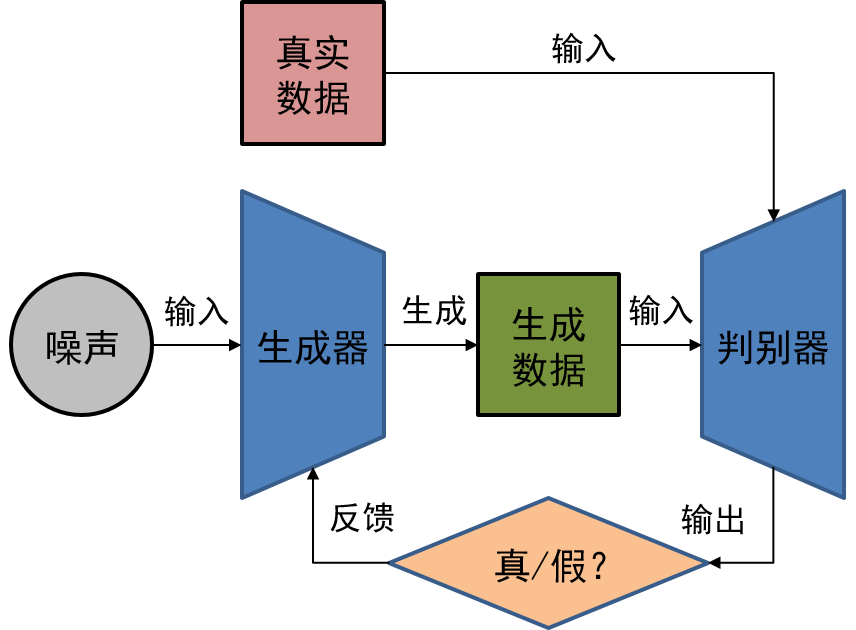 真实
数据
输入
噪声
输入
生成器
生成
生成
数据
输入
判别器
反馈
真/假？
输出